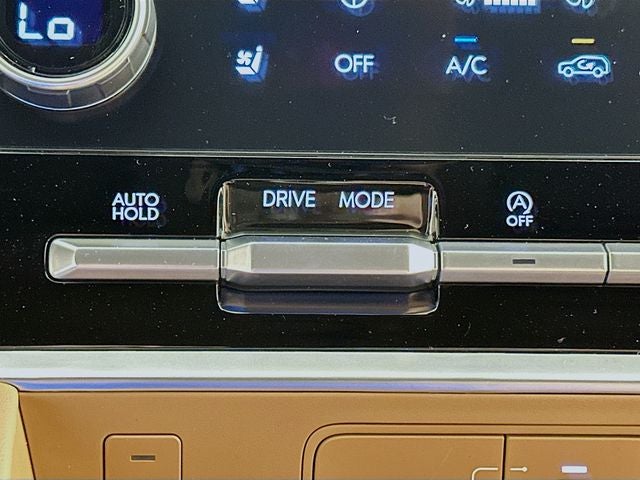 Lo
OFF
A/C
AUTO
HOLD
DRIVE MODE
A
OFF